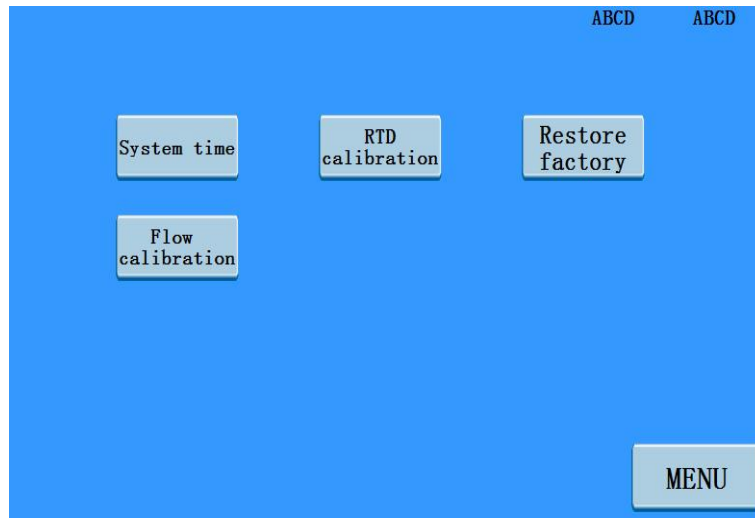 ABCD ABCD
System time
RTD
calibration
Restore
factory
Flow
calibration
MENU